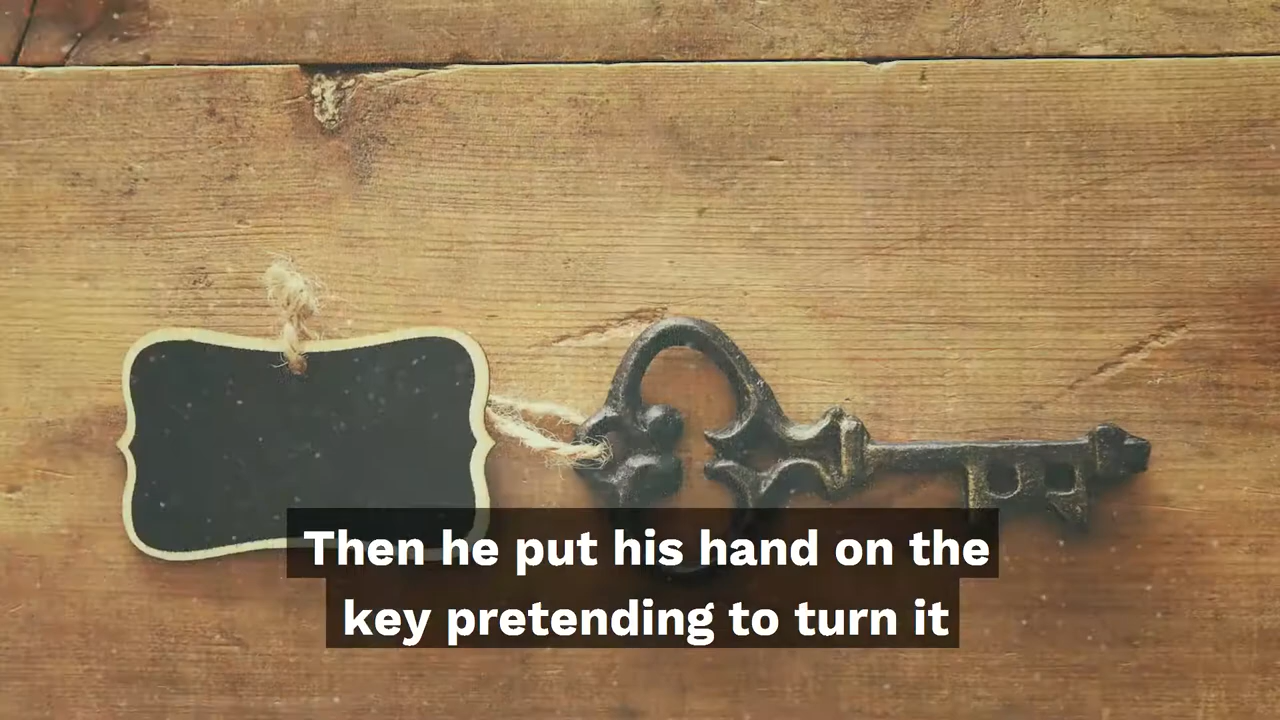 Then he put his hand on the
key pretending to turn it